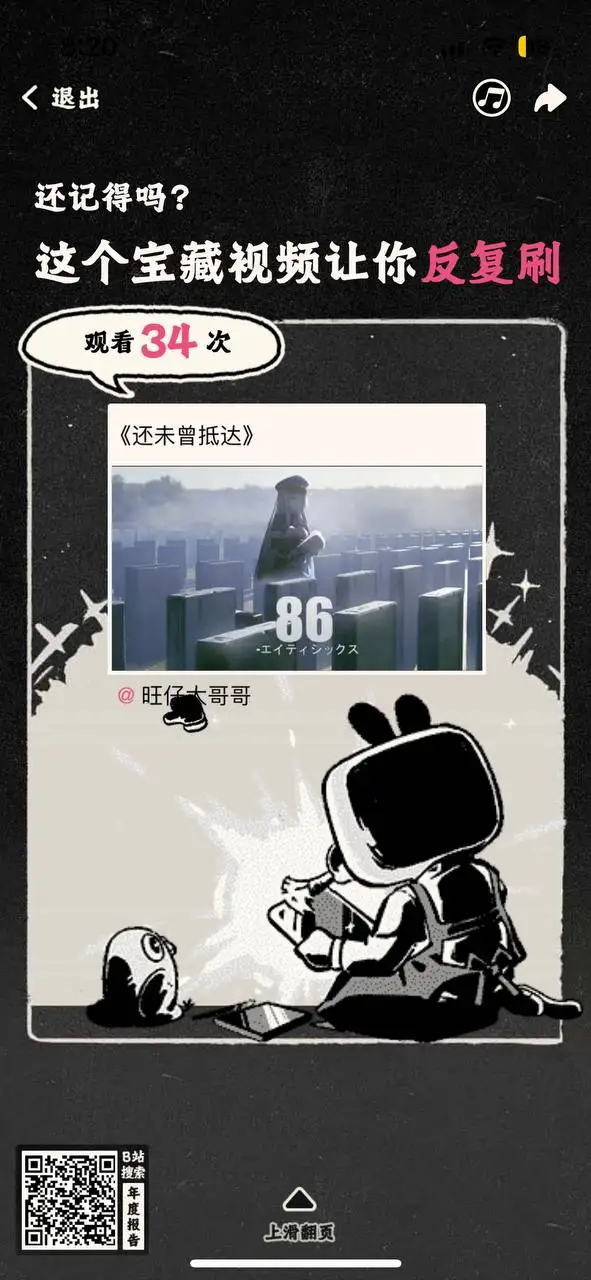 8:20
退出
还记得吗?
这个宝藏视频让你反复刷
观看34次
《还未曾抵达》
86
-エイティシックス
@旺仔大哥哥
B站
搜索
年度报告
上滑翻页